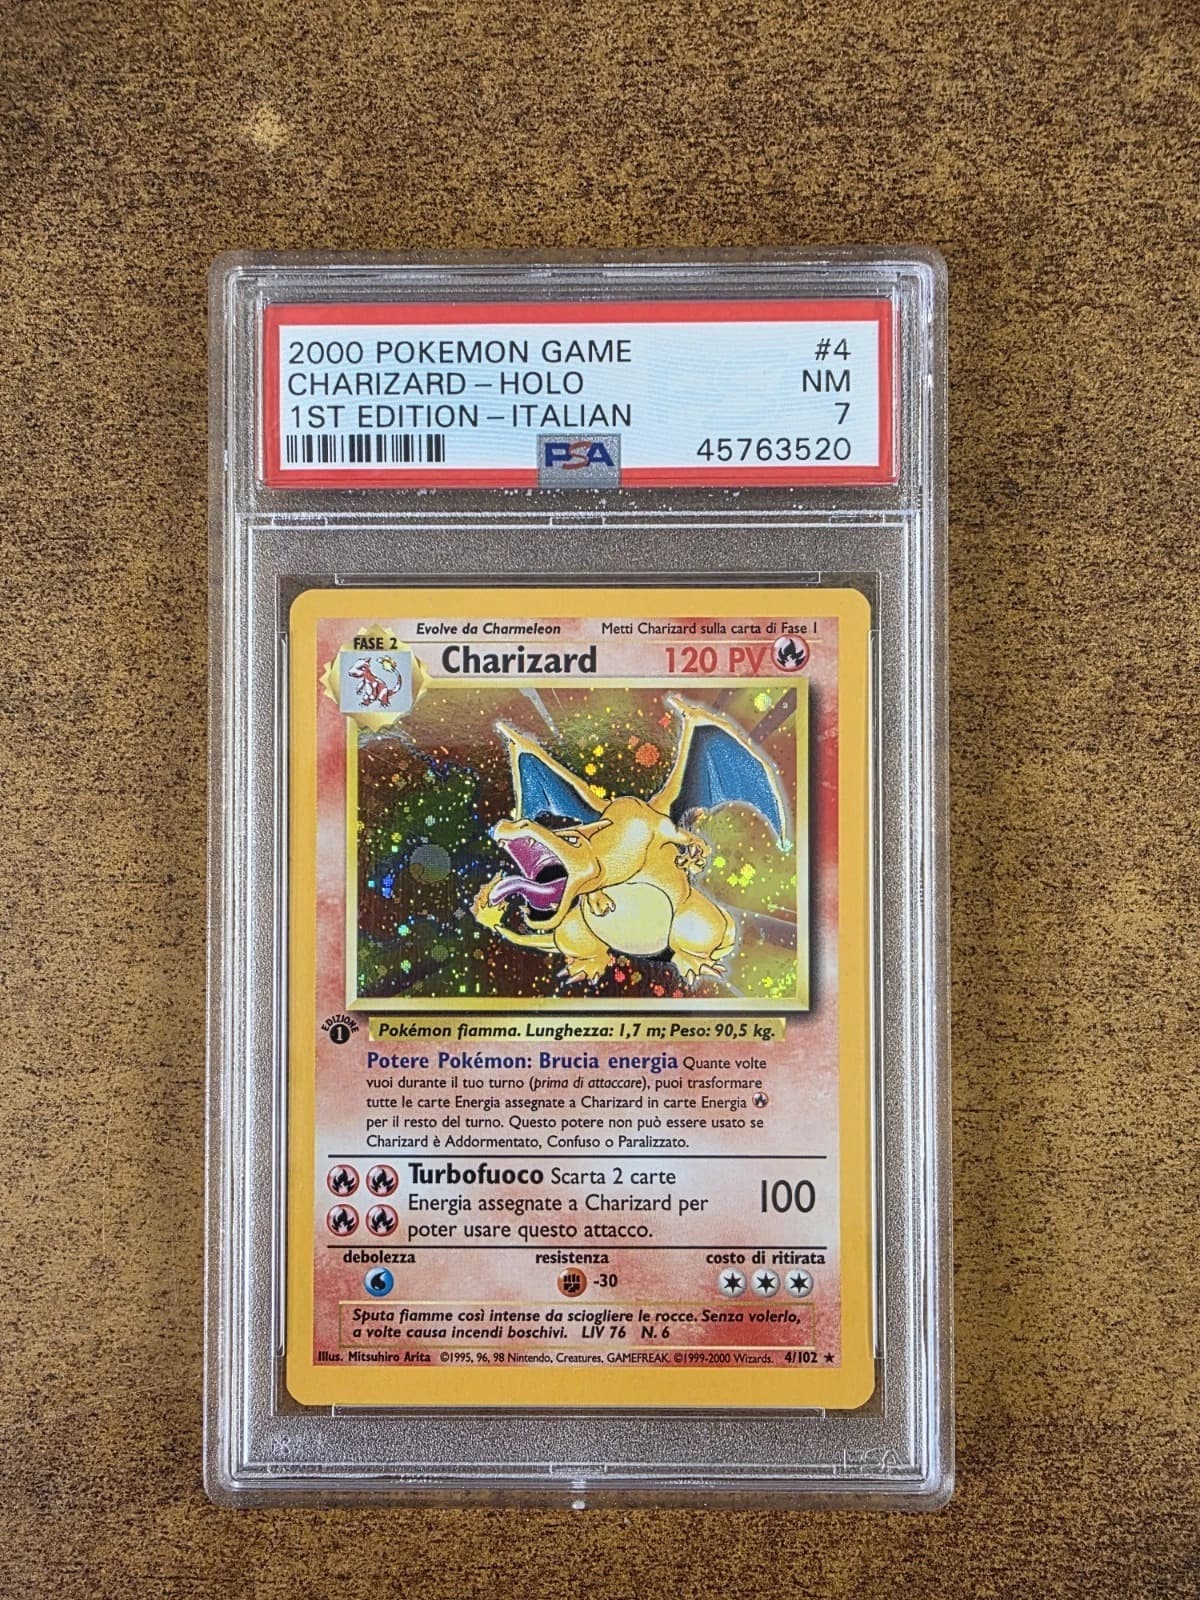 2000 POKEMON GAME #4
CHARIZARD - HOLO NM
1ST EDITION - ITALIAN 7
PSA 45763520
Evolve da Charmeleon Metti Charizard sulla carta di Fase 1
FASE 2
Charizard 120 PV
EDIZIONE 1
Pokémon fiamma. Lunghezza: 1,7 m; Peso: 90,5 kg.
Potere Pokémon: Brucia energia Quante volte
vuoi durante il tuo turno (prima di attaccare), puoi trasformare
tutte le carte Energia assegnate a Charizard in carte Energia
per il resto del turno. Questo potere non può essere usato se
Charizard è Addormentato, Confuso o Paralizzato.
Turbofuoco Scarta 2 carte
Energia assegnate a Charizard per
poter usare questo attacco.
100
debolezza resistenza costo di ritirata
-30
Sputa fiamme così intense da sciogliere le rocce. Senza volerlo,
a volte causa incendi boschivi. LIV 76 N. 6
Illus. Mitsuhiro Arita ©1995, 96, 98 Nintendo, Creatures, GAMEFREAK. ©1999-2000 Wizards. 4/102 ★
PSA